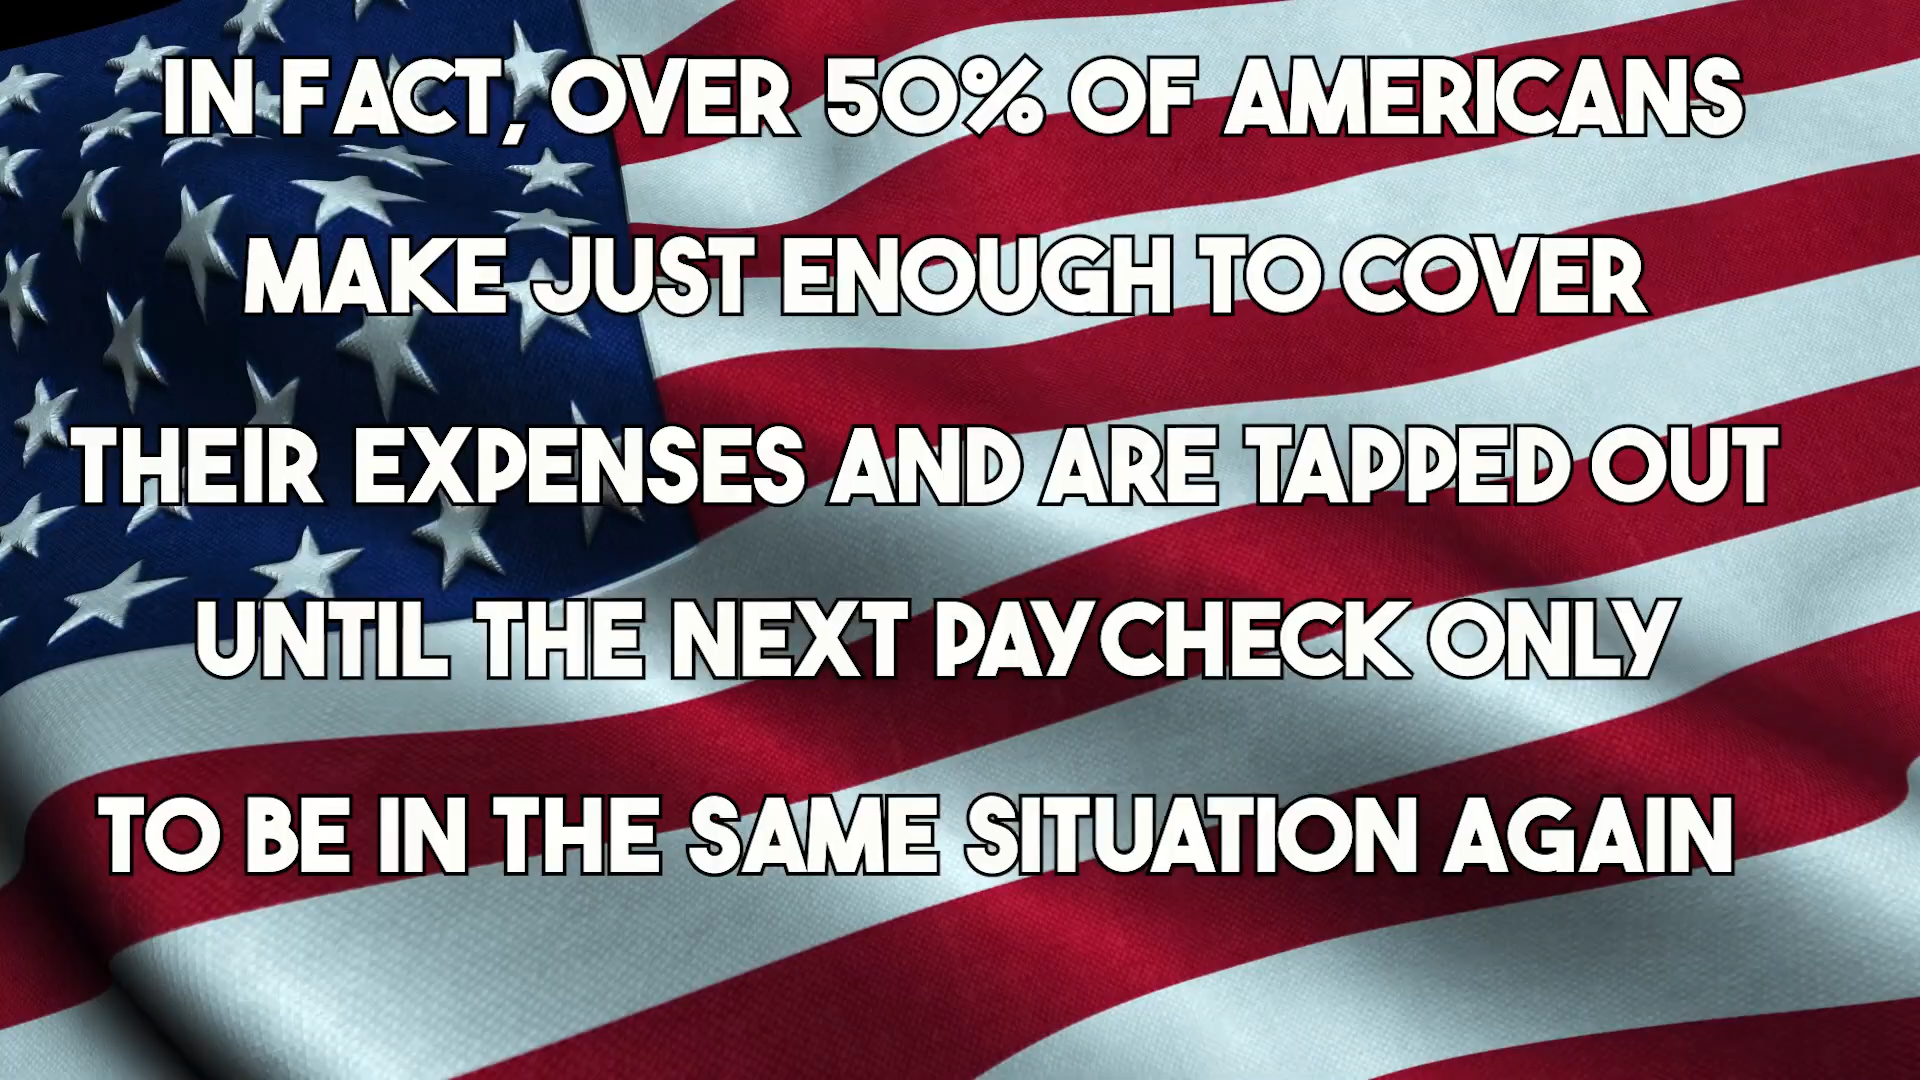 IN FACT, OVER 50% OF AMERICANS
MAKE JUST ENOUGH TO COVER
THEIR EXPENSES AND ARE TAPPED OUT
UNTIL THE NEXT PAYCHECK ONLY
TO BE IN THE SAME SITUATION AGAIN